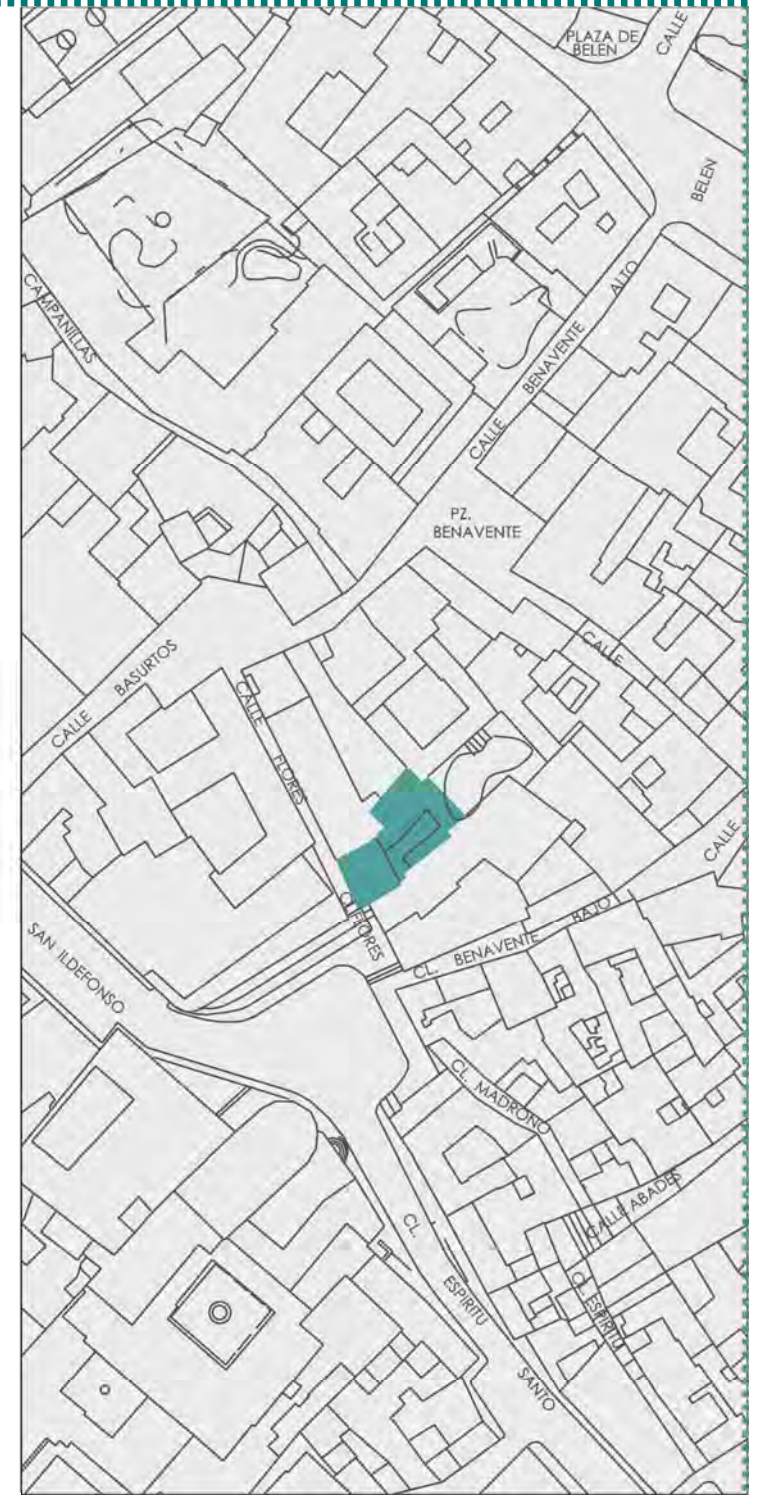 PLAZA DE
BELEN
CALLE
BELEN
CAMPANILLAS
CALLE BENAVENTE ALTO
PZ.
BENAVENTE
CALLE
CALLE BASURTOS
CALLE FLORES
CALLE
CL. FLORES
CL. BENAVENTE BAJO
SAN ILDEFONSO
CL. MADROÑO
CALLE ABADES
CL. ESPIRITU SANTO
CL. ESPIRITU